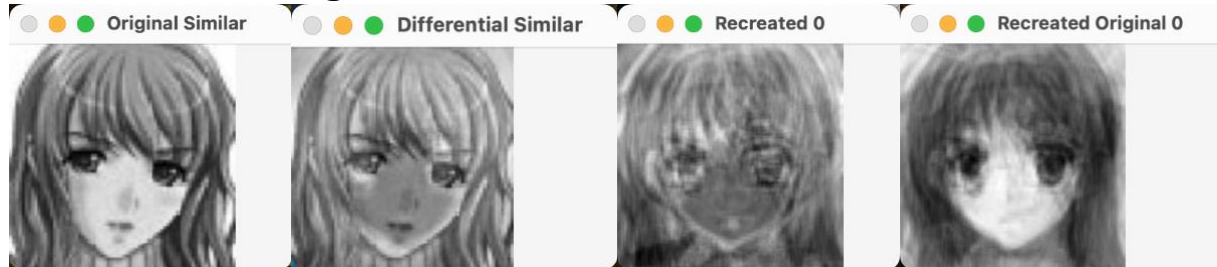 Original Similar
Differential Similar
Recreated 0
Recreated Original 0